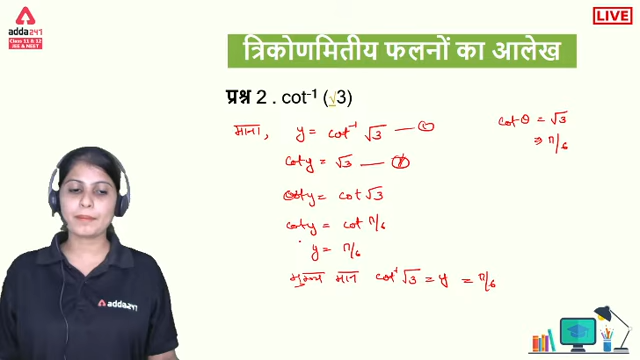 adda247
Class 11 & 12
JEE & NEET
LIVE
त्रिकोणमितीय फलनों का आलेख
प्रश्न 2 . cot⁻¹ (√3)
माना, y = cot⁻¹ √3 — ①
cot y = √3 —
cot y = cot √3
cot y = cot π/6
y = π/6
मुख्य मान cot⁻¹ √3 = y = π/6
cot θ = √3
⇒ π/6
adda247